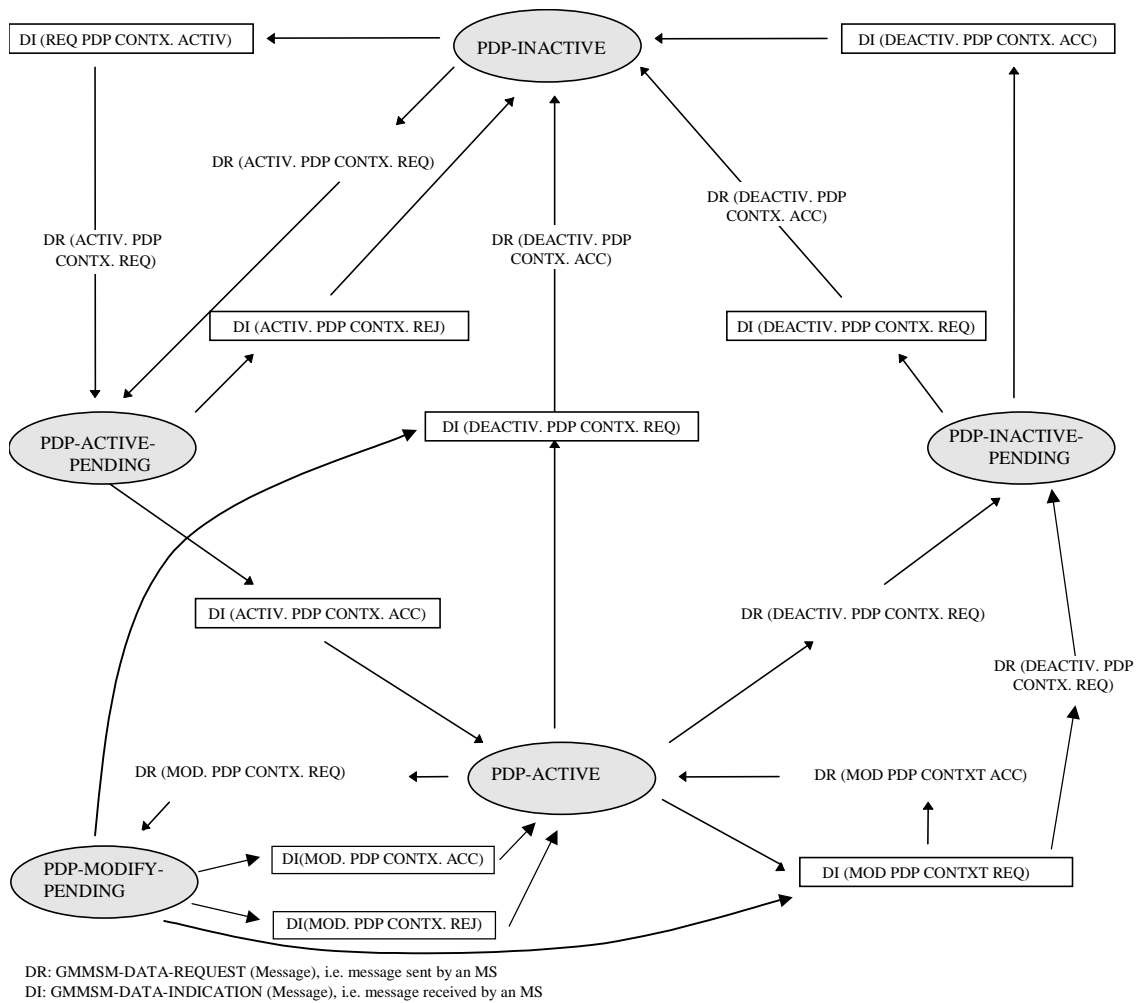 DI (REQ PDP CONTX. ACTIV)
PDP-INACTIVE
DI (DEACTIV. PDP CONTX. ACC)
DR (ACTIV. PDP CONTX. REQ)
DR (DEACTIV. PDP
CONTX. ACC)
DR (ACTIV. PDP
CONTX. REQ)
DR (DEACTIV. PDP
CONTX. ACC)
DI (ACTIV. PDP CONTX. REJ)
DI (DEACTIV. PDP CONTX. REQ)
PDP-ACTIVE-
PENDING
DI (DEACTIV. PDP CONTX. REQ)
PDP-INACTIVE-
PENDING
DI (ACTIV. PDP CONTX. ACC)
DR (DEACTIV. PDP CONTX. REQ)
DR (DEACTIV. PDP
CONTX. REQ)
DR (MOD. PDP CONTX. REQ)
PDP-ACTIVE
DR (MOD PDP CONTXT ACC)
PDP-MODIFY-
PENDING
DI(MOD. PDP CONTX. ACC)
DI (MOD PDP CONTXT REQ)
DI(MOD. PDP CONTX. REJ)
DR: GMMSM-DATA-REQUEST (Message), i.e. message sent by an MS
DI: GMMSM-DATA-INDICATION (Message), i.e. message received by an MS